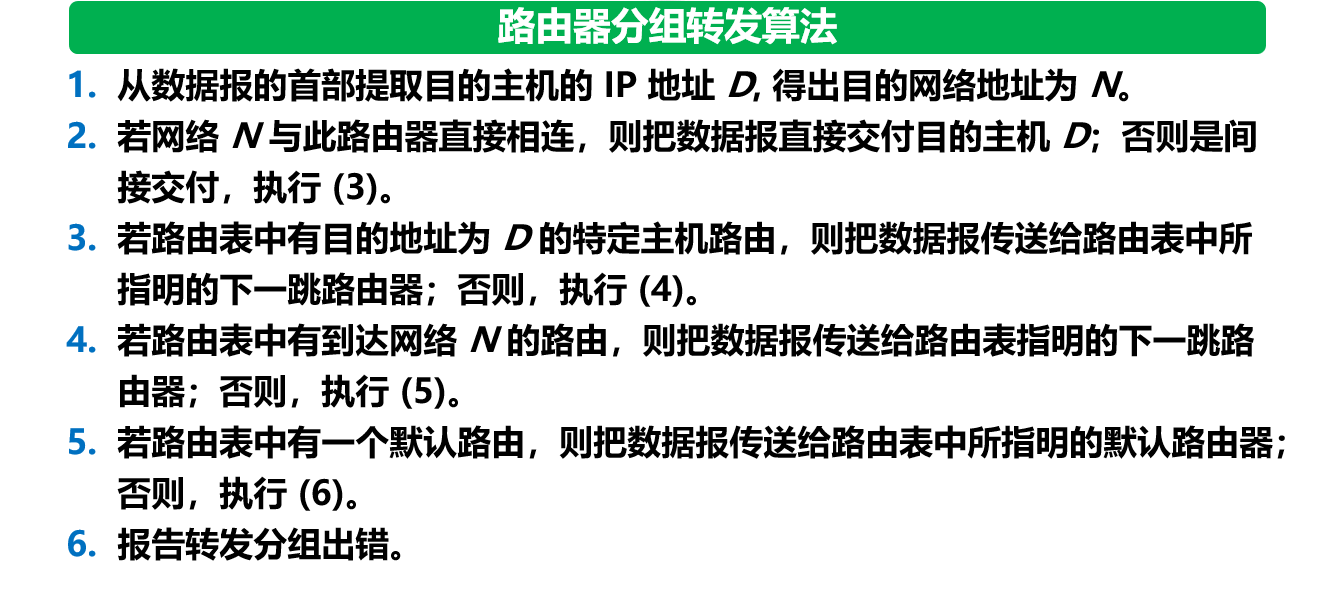 路由器分组转发算法
1. 从数据报的首部提取目的主机的 IP 地址 D, 得出目的网络地址为 N。
2. 若网络 N 与此路由器直接相连，则把数据报直接交付目的主机 D；否则是间
接交付，执行 (3)。
3. 若路由表中有目的地址为 D 的特定主机路由，则把数据报传送给路由表中所
指明的下一跳路由器；否则，执行 (4)。
4. 若路由表中有到达网络 N 的路由，则把数据报传送给路由表指明的下一跳路
由器；否则，执行 (5)。
5. 若路由表中有一个默认路由，则把数据报传送给路由表中所指明的默认路由器；
否则，执行 (6)。
6. 报告转发分组出错。